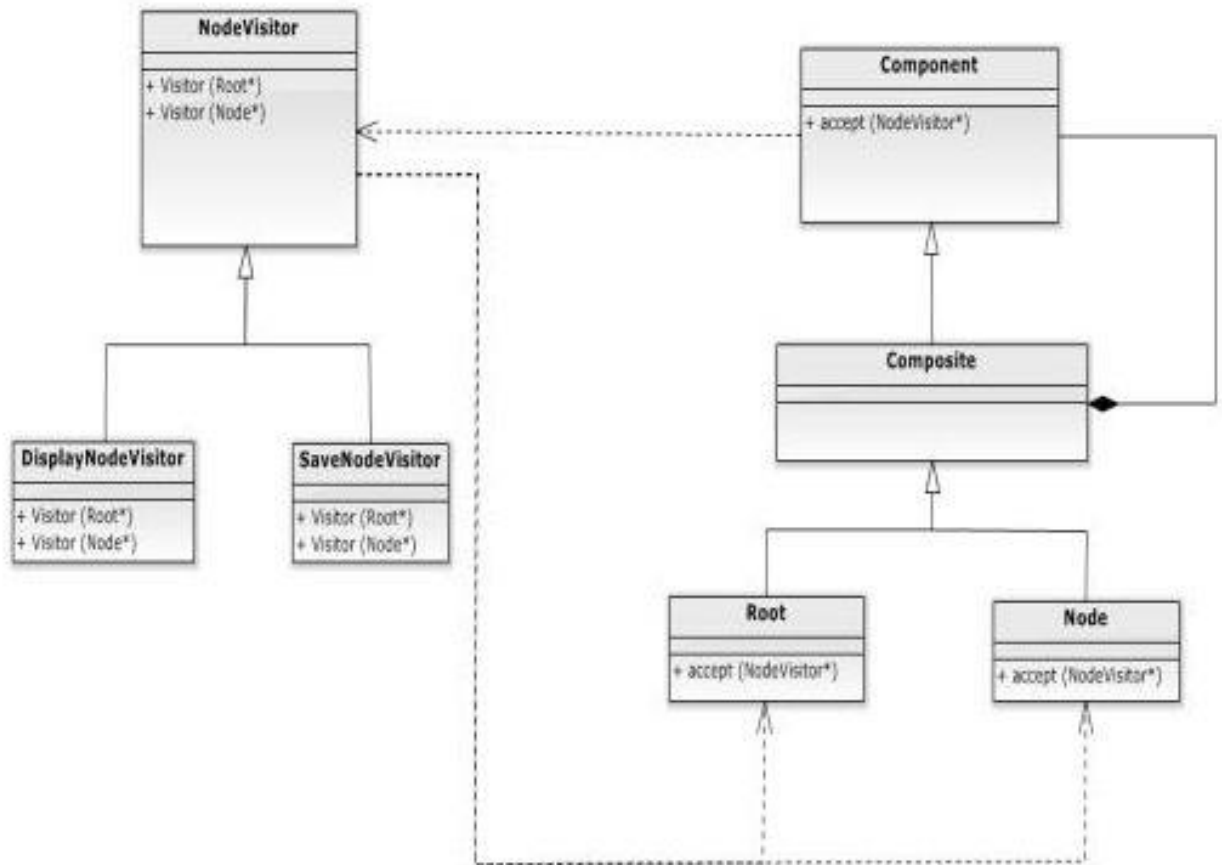 NodeVisitor
+ Visitor (Root*)
+ Visitor (Node*)
Component
+ accept (NodeVisitor*)
Composite
DisplayNodeVisitor
+ Visitor (Root*)
+ Visitor (Node*)
SaveNodeVisitor
+ Visitor (Root*)
+ Visitor (Node*)
Root
+ accept (NodeVisitor*)
Node
+ accept (NodeVisitor*)